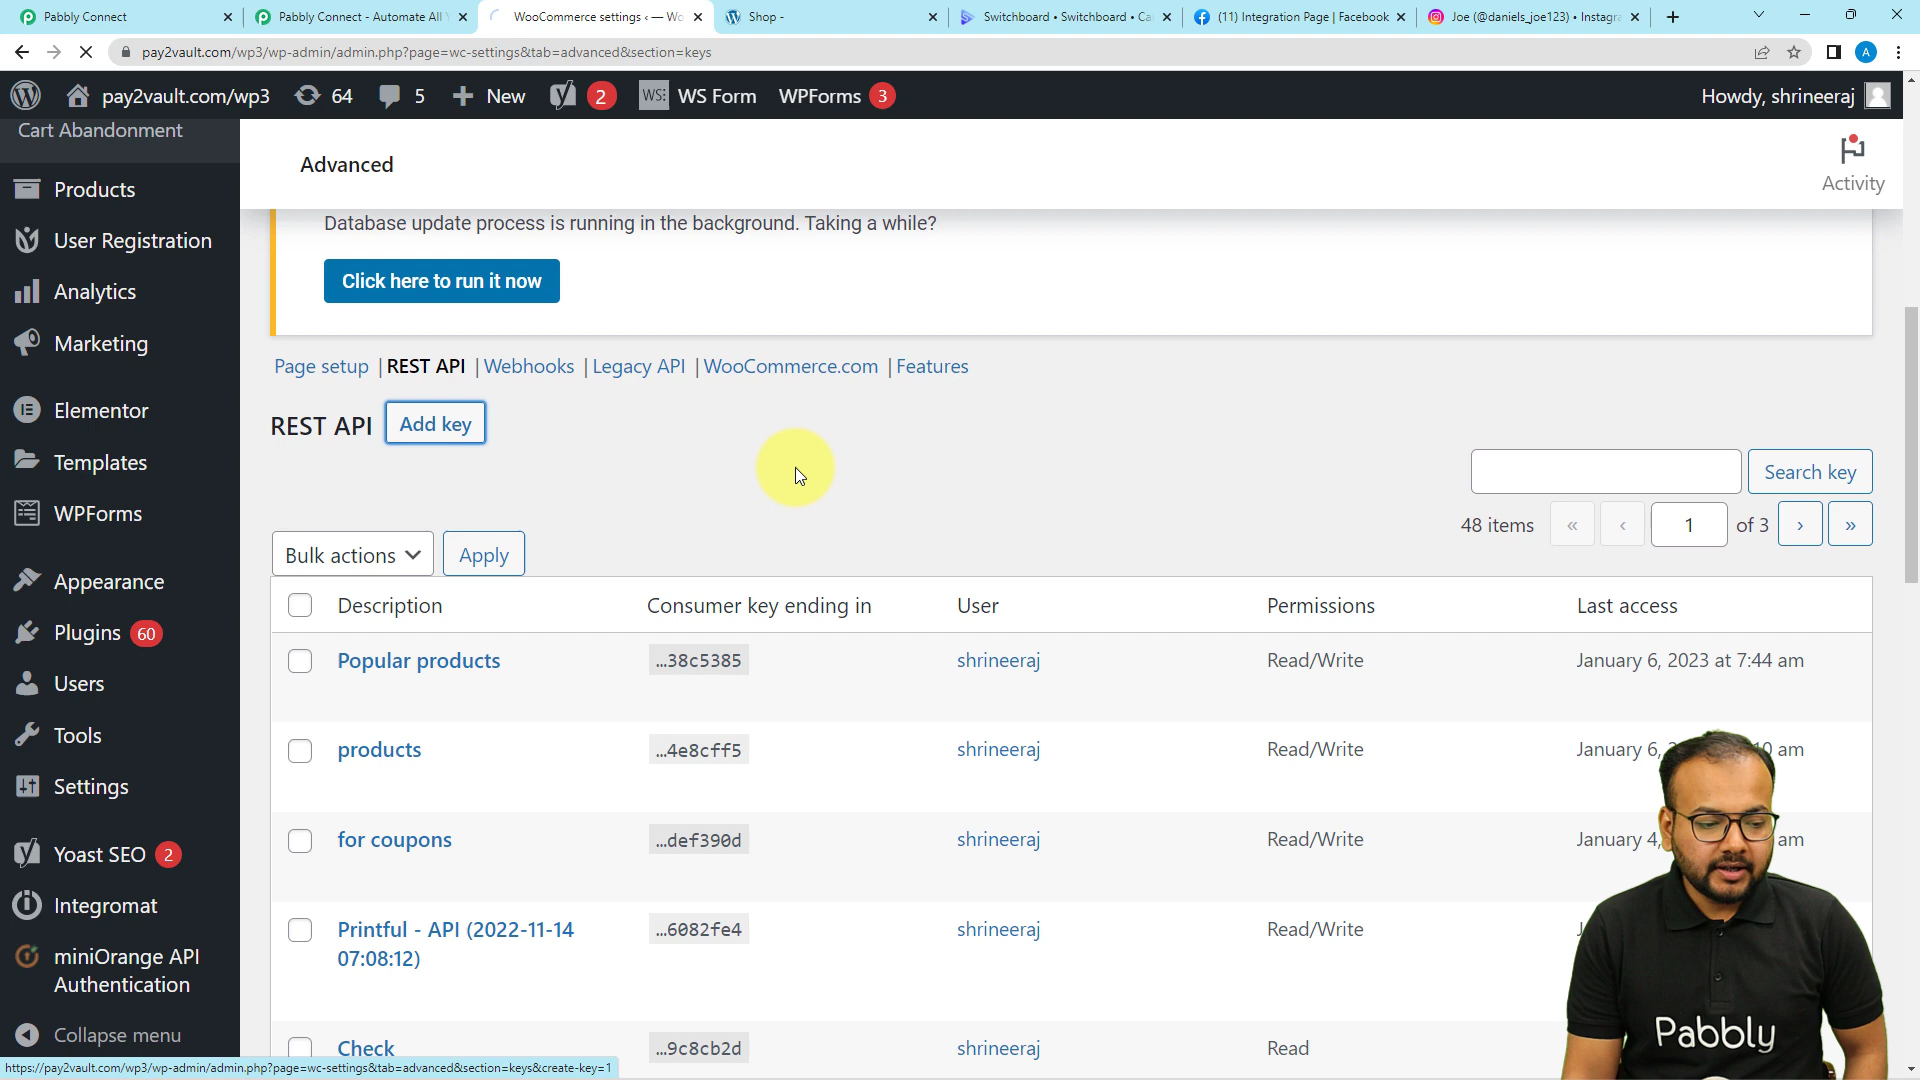 Pabbly Connect
Pabbly Connect - Automate All
WooCommerce settings ‹ — Wo
Shop -
Switchboard • Switchboard • Ca
(11) Integration Page | Facebook
Joe (@daniels_joe123) • Instagra
pay2vault.com/wp3/wp-admin/admin.php?page=wc-settings&tab=advanced&section=keys
A
pay2vault.com/wp3
64
5
New
2
WS Form
WPForms 3
Howdy, shrineeraj
Cart Abandonment
Products
User Registration
Analytics
Marketing
Elementor
Templates
WPForms
Appearance
Plugins 60
Users
Tools
Settings
Yoast SEO 2
Integromat
miniOrange API
Authentication
Collapse menu
Advanced
Activity
Database update process is running in the background. Taking a while?
Click here to run it now
Page setup | REST API | Webhooks | Legacy API | WooCommerce.com | Features
REST API Add key
Search key
48 items « ‹ 1 of 3 › »
Bulk actions Apply
Description Consumer key ending in User Permissions Last access
Popular products …38c5385 shrineeraj Read/Write January 6, 2023 at 7:44 am
products …4e8cff5 shrineeraj Read/Write January 6, am
for coupons …def390d shrineeraj Read/Write January 4, am
Printful - API (2022-11-14
07:08:12) …6082fe4 shrineeraj Read/Write
Check …9c8cb2d shrineeraj Read
Pabbly
https://pay2vault.com/wp3/wp-admin/admin.php?page=wc-settings&tab=advanced&section=keys&create-key=1